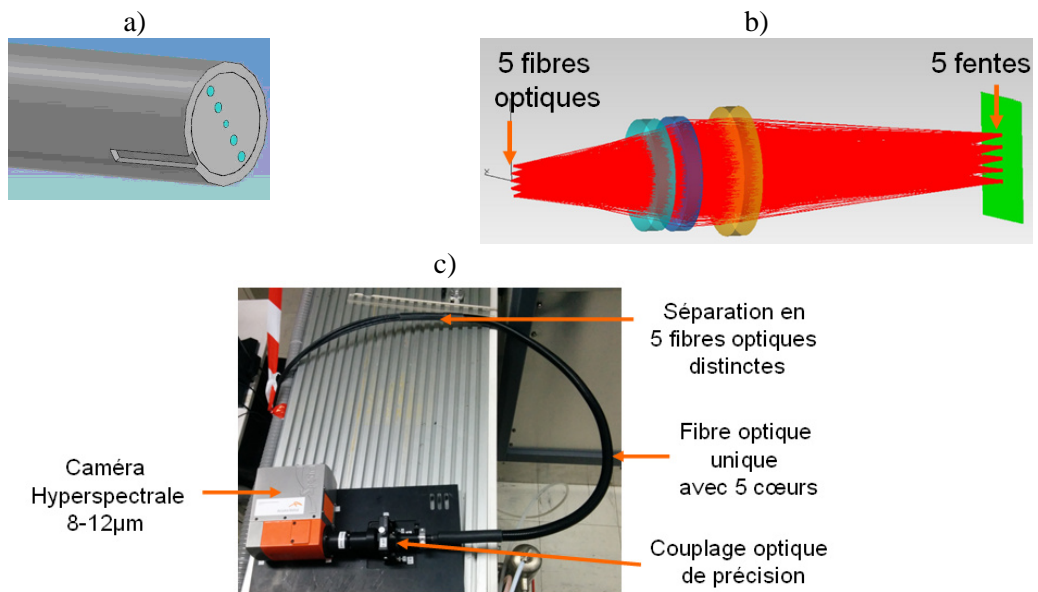 a)
b)
5 fibres
optiques
5 fentes
x
c)
Séparation en
5 fibres optiques
distinctes
Fibre optique
unique
avec 5 cœurs
Caméra
Hyperspectrale
8-12µm
Couplage optique
de précision